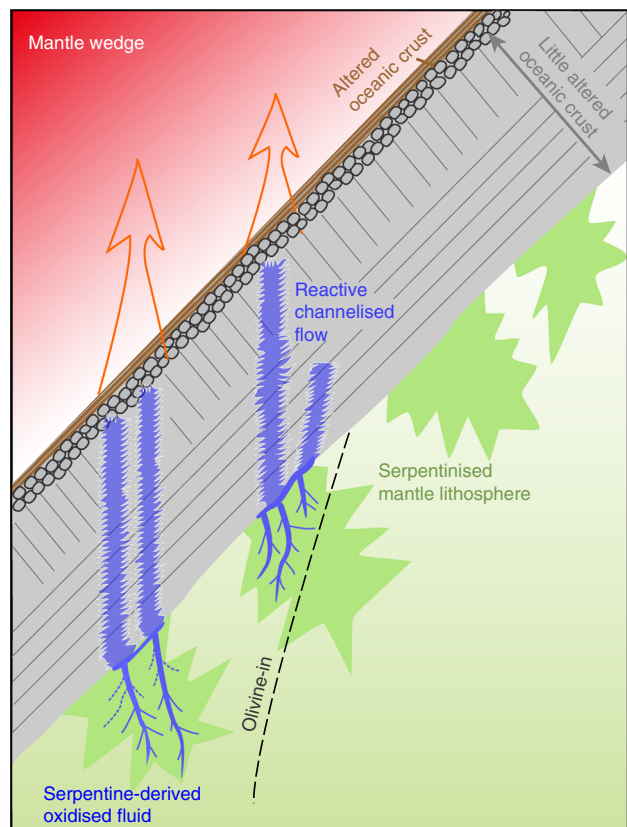 Mantle wedge
Altered
oceanic crust
Little altered
oceanic crust
Reactive
channelised
flow
Serpentinised
mantle lithosphere
Olivine-in
Serpentine-derived
oxidised fluid